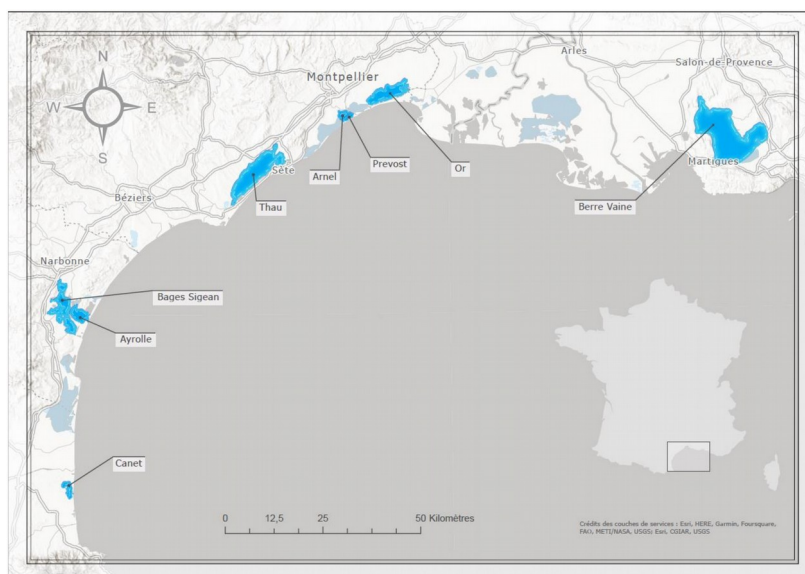 N
W E
S
Arles
Salon-de-Provence
Montpellier
Martigues
Sète
Arnel
Prevost
Or
Thau
Berre Vaine
Béziers
Narbonne
Bages Sigean
Ayrolle
Canet
0 12,5 25 50 Kilomètres
Crédits des couches de services : Esri, HERE, Garmin, Foursquare,
FAO, METI/NASA, USGS; Esri, CGIAR, USGS